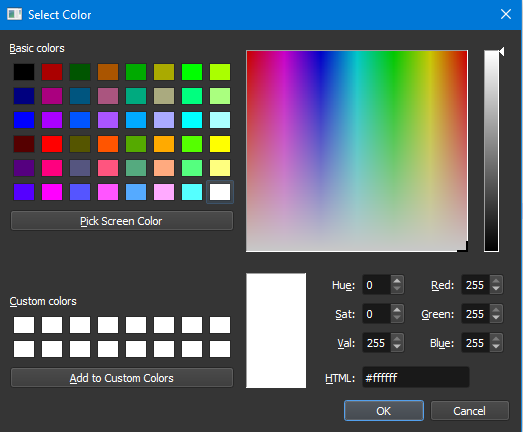 Select Color
Basic colors
Pick Screen Color
Custom colors
Add to Custom Colors
Hue: 0
Red: 255
Sat: 0
Green: 255
Val: 255
Blue: 255
HTML: #ffffff
OK
Cancel